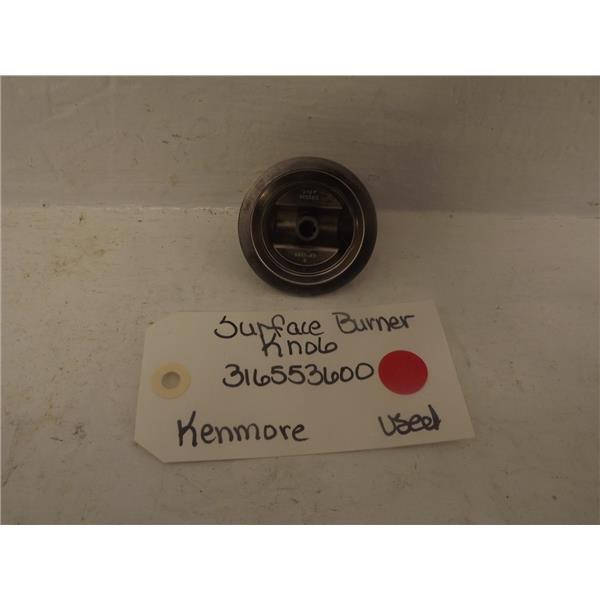 Surface Burner
Knob
316553600
Kenmore
Used